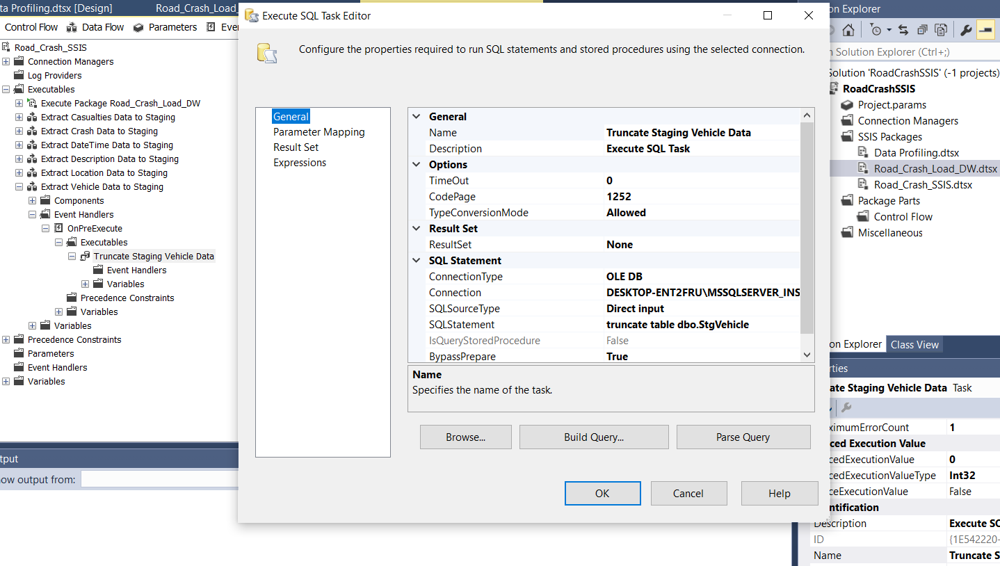 ta Profiling.dtsx [Design]
Road_Crash_Load_
Control Flow
Data Flow
Parameters
Road_Crash_SSIS
Connection Managers
Log Providers
Executables
Execute Package Road_Crash_Load_DW
Extract Casualties Data to Staging
Extract Crash Data to Staging
Extract DateTime Data to Staging
Extract Description Data to Staging
Extract Location Data to Staging
Extract Vehicle Data to Staging
Components
Event Handlers
OnPreExecute
Executables
Truncate Staging Vehicle Data
Event Handlers
Variables
Precedence Constraints
Variables
Variables
Precedence Constraints
Parameters
Event Handlers
Variables
tput
ow output from:
Execute SQL Task Editor
Configure the properties required to run SQL statements and stored procedures using the selected connection.
General
Parameter Mapping
Result Set
Expressions
General
Name Truncate Staging Vehicle Data
Description Execute SQL Task
Options
TimeOut 0
CodePage 1252
TypeConversionMode Allowed
Result Set
ResultSet None
SQL Statement
ConnectionType OLE DB
Connection DESKTOP-ENT2FRU\MSSQLSERVER_INS
SQLSourceType Direct input
SQLStatement truncate table dbo.StgVehicle
IsQueryStoredProcedure False
BypassPrepare True
Name
Specifies the name of the task.
Browse...
Build Query...
Parse Query
OK
Cancel
Help
on Explorer
h Solution Explorer (Ctrl+;)
Solution 'RoadCrashSSIS' (-1 projects)
RoadCrashSSIS
Project.params
Connection Managers
SSIS Packages
Data Profiling.dtsx
Road_Crash_Load_DW.dtsx
Road_Crash_SSIS.dtsx
Package Parts
Control Flow
Miscellaneous
on Explorer
Class View
rties
ate Staging Vehicle Data Task
ximumErrorCount 1
ced Execution Value
cedExecutionValue 0
cedExecutionValueType Int32
ceExecutionValue False
ntification
Description Execute SQ
ID {1E542220-
Name Truncate S